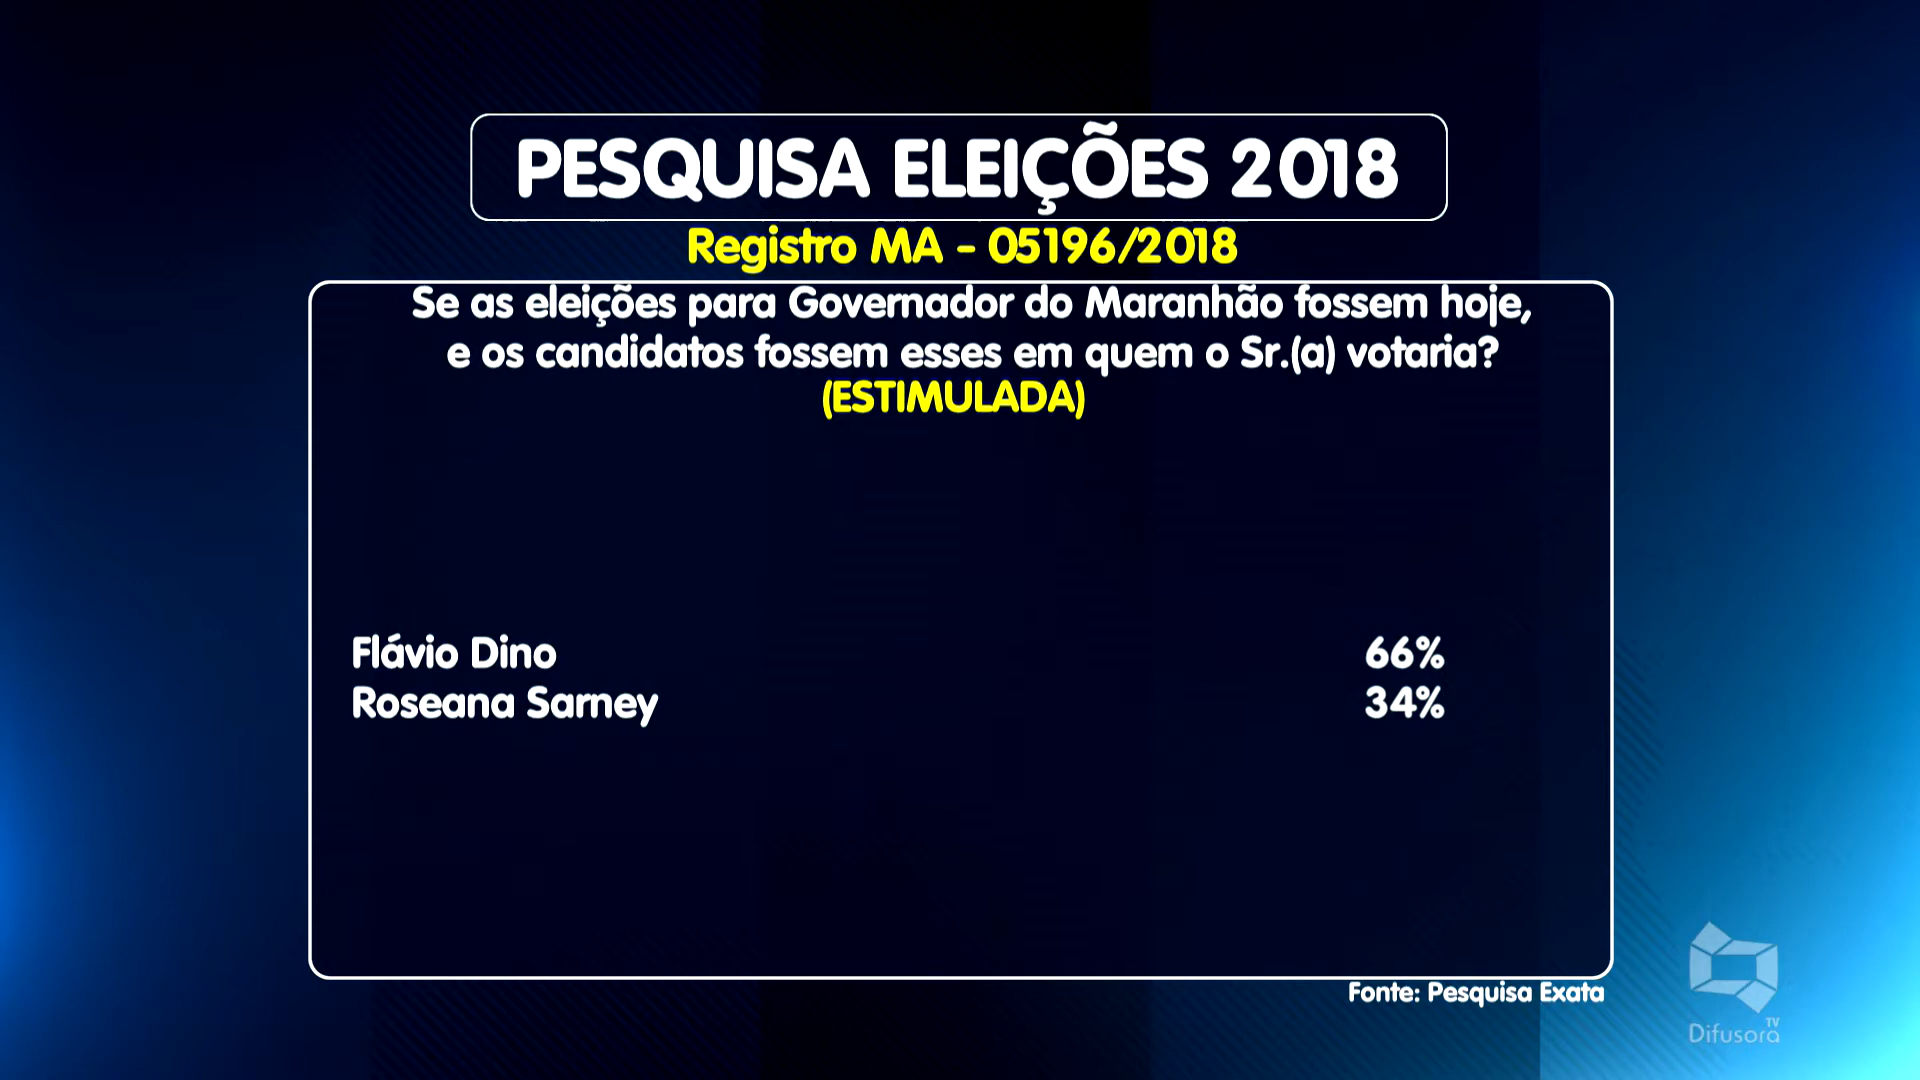 PESQUISA ELEIÇÕES 2018
Registro MA - 05196/2018
Se as eleições para Governador do Maranhão fossem hoje,
e os candidatos fossem esses em quem o Sr.(a) votaria?
(ESTIMULADA)
Flávio Dino 66%
Roseana Sarney 34%
Fonte: Pesquisa Exata
TV
Difusora